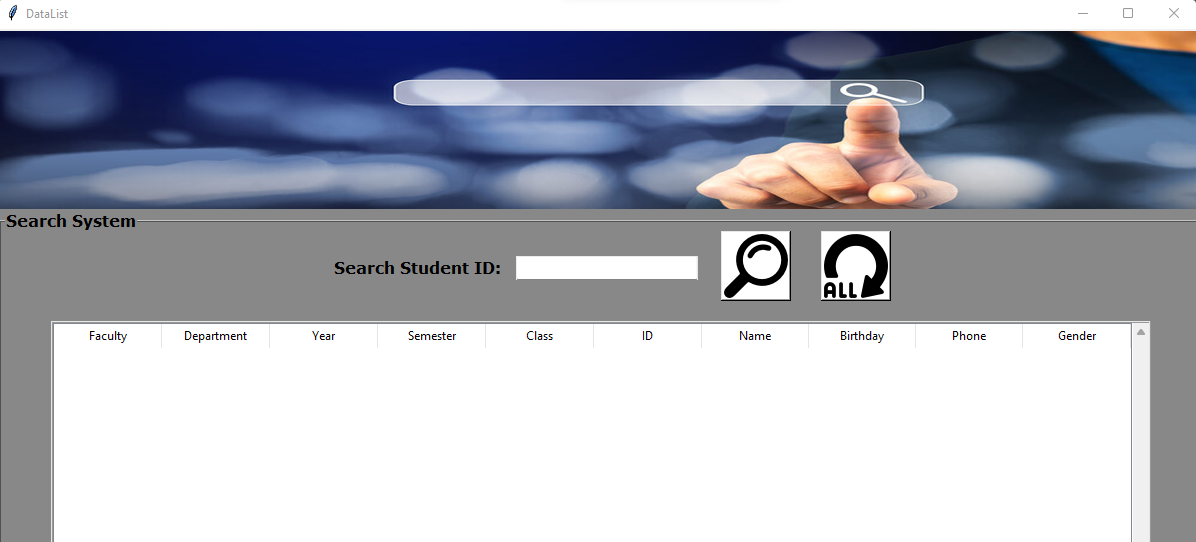 DataList
Search System
Search Student ID:
ALL
Faculty Department Year Semester Class ID Name Birthday Phone Gender